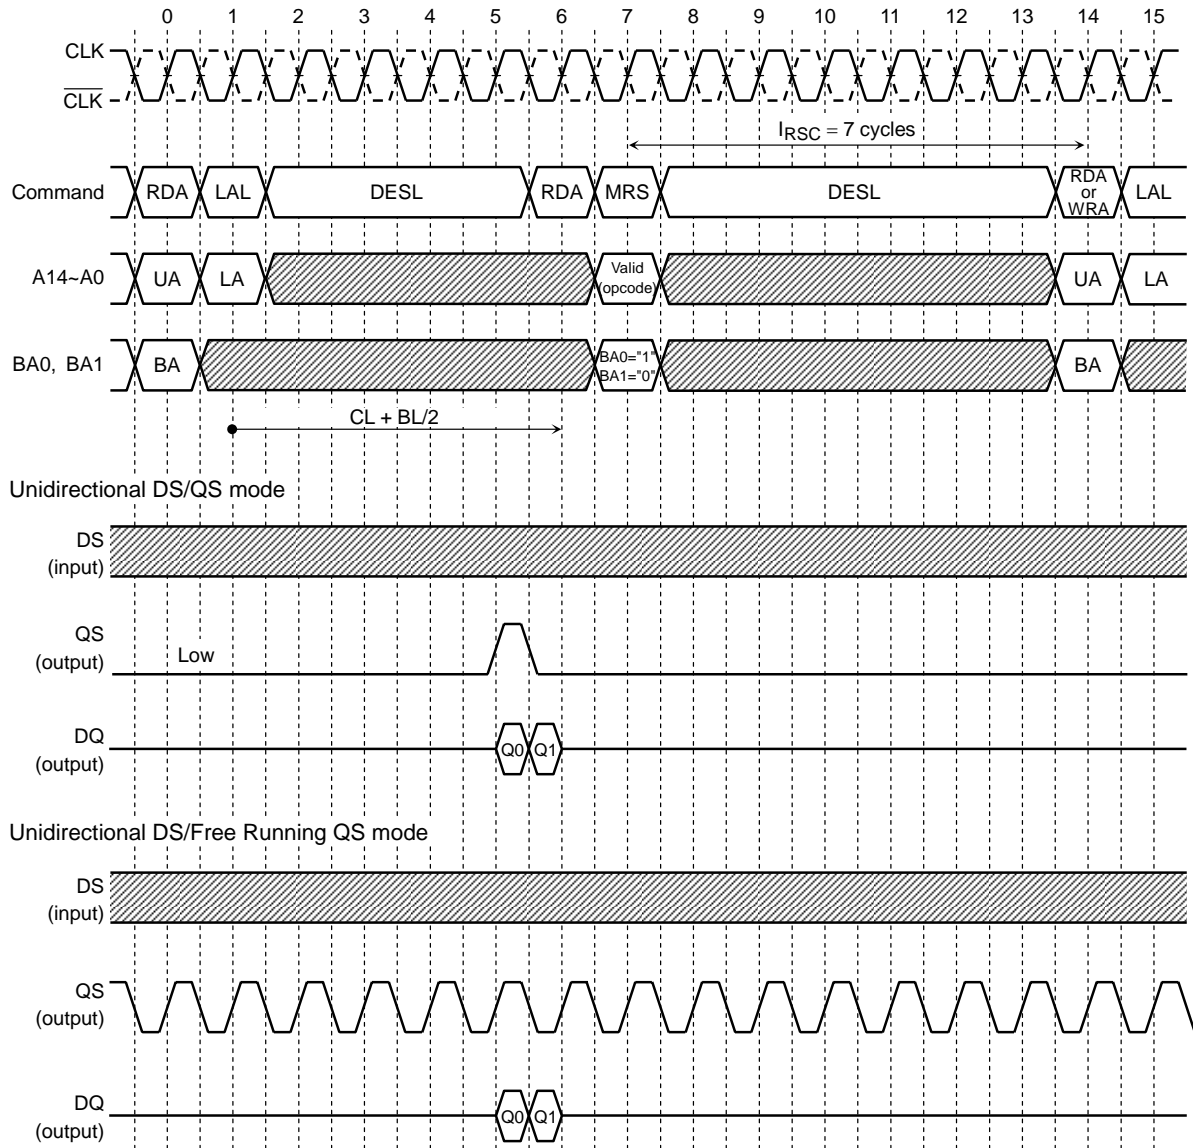 0 1 2 3 4 5 6 7 8 9 10 11 12 13 14 15
CLK
CLK
IRSC = 7 cycles
Command RDA LAL DESL RDA MRS DESL RDA or WRA LAL
A14~A0 UA LA Valid (opcode) UA LA
BA0, BA1 BA BA0="1" BA1="0" BA
CL + BL/2
Unidirectional DS/QS mode
DS
(input)
QS
(output)
Low
DQ
(output)
Q0 Q1
Unidirectional DS/Free Running QS mode
DS
(input)
QS
(output)
DQ
(output)
Q0 Q1